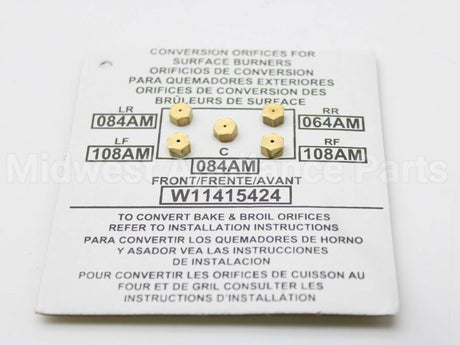 CONVERSION ORIFICES FOR
SURFACE BURNERS
ORIFICIOS DE CONVERSION
PARA QUEMADORES EXTERIORES
ORIFICES DE CONVERSION DES
BRÛLEURS DE SURFACE
LR RR
084AM 064AM
LF RF
108AM C 108AM
084AM
FRONT/FRENTE/AVANT
W11415424
Midwest Appliance Parts
TO CONVERT BAKE & BROIL ORIFICES
REFER TO INSTALLATION INSTRUCTIONS
PARA CONVERTIR LOS QUEMADORES DE HORNO
Y ASADOR VEA LAS INSTRUCCIONES
DE INSTALACION
POUR CONVERTIR LES ORIFICES DE CUISSON AU
FOUR ET DE GRIL CONSULTER LES
INSTRUCTIONS D'INSTALLATION